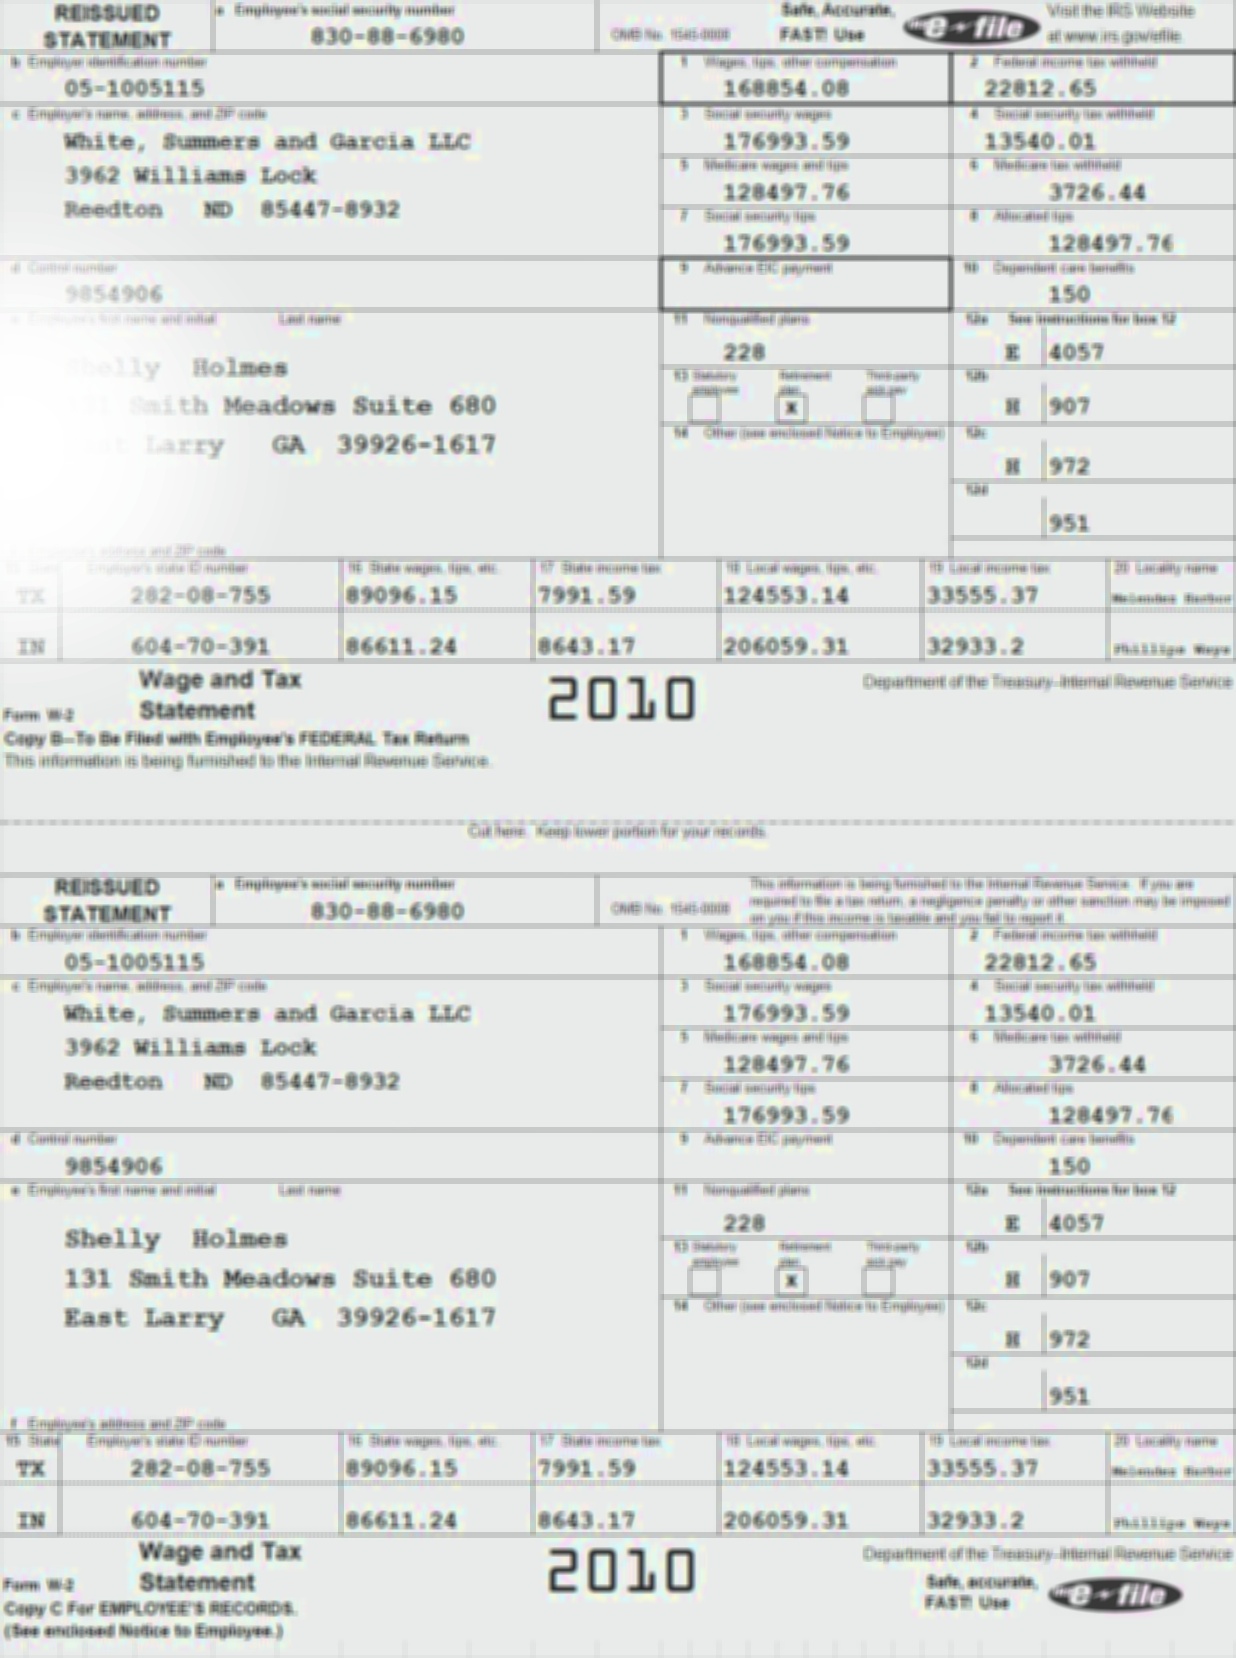 REISSUED STATEMENT
a Employee's social security number
830-88-6980
OMB No. 1545-0008
Safe, Accurate, FAST! Use
e-file
Visit the IRS Website at www.irs.gov/efile.
b Employer identification number
05-1005115
1 Wages, tips, other compensation
168854.08
2 Federal income tax withheld
22812.65
c Employer's name, address, and ZIP code
White, Summers and Garcia LLC
3962 Williams Lock
Reedton ND 85447-8932
3 Social security wages
176993.59
4 Social security tax withheld
13540.01
5 Medicare wages and tips
128497.76
6 Medicare tax withheld
3726.44
7 Social security tips
176993.59
8 Allocated tips
128497.76
d Control number
9854906
9 Advance EIC payment
10 Dependent care benefits
150
Employee's first name and initial Last name
Shelly Holmes
Smith Meadows Suite 680
East Larry GA 39926-1617
11 Nonqualified plans
228
12a See instructions for box 12
E 4057
13 Statutory employee Retirement plan Third-party sick pay
X
12b
H 907
14 Other (see enclosed Notice to Employee)
12c
H 972
12d
951
Employee's address and ZIP code
15 State Employer's state ID number 16 State wages, tips, etc. 17 State income tax 18 Local wages, tips, etc. 19 Local income tax 20 Locality name
TX 282-08-755 89096.15 7991.59 124553.14 33555.37 Melendez Harbor
IN 604-70-391 86611.24 8643.17 206059.31 32933.2 Phillips Ways
Form W-2
Wage and Tax Statement
2010
Department of the Treasury-Internal Revenue Service
Copy B—To Be Filed with Employee's FEDERAL Tax Return
This information is being furnished to the Internal Revenue Service.
Cut here. Keep lower portion for your records.
REISSUED STATEMENT
a Employee's social security number
830-88-6980
OMB No. 1545-0008
This information is being furnished to the Internal Revenue Service. If you are
required to file a tax return, a negligence penalty or other sanction may be imposed
on you if this income is taxable and you fail to report it.
b Employer identification number
05-1005115
1 Wages, tips, other compensation
168854.08
2 Federal income tax withheld
22812.65
c Employer's name, address, and ZIP code
White, Summers and Garcia LLC
3962 Williams Lock
Reedton ND 85447-8932
3 Social security wages
176993.59
4 Social security tax withheld
13540.01
5 Medicare wages and tips
128497.76
6 Medicare tax withheld
3726.44
7 Social security tips
176993.59
8 Allocated tips
128497.76
d Control number
9854906
9 Advance EIC payment
10 Dependent care benefits
150
e Employee's first name and initial Last name
Shelly Holmes
131 Smith Meadows Suite 680
East Larry GA 39926-1617
11 Nonqualified plans
228
12a See instructions for box 12
E 4057
13 Statutory employee Retirement plan Third-party sick pay
X
12b
H 907
14 Other (see enclosed Notice to Employee)
12c
H 972
12d
951
f Employee's address and ZIP code
15 State Employer's state ID number 16 State wages, tips, etc. 17 State income tax 18 Local wages, tips, etc. 19 Local income tax 20 Locality name
TX 282-08-755 89096.15 7991.59 124553.14 33555.37 Melendez Harbor
IN 604-70-391 86611.24 8643.17 206059.31 32933.2 Phillips Ways
Form W-2
Wage and Tax Statement
2010
Department of the Treasury-Internal Revenue Service
Copy C For EMPLOYEE'S RECORDS.
(See enclosed Notice to Employee.)
Safe, accurate, FAST! Use
e-file